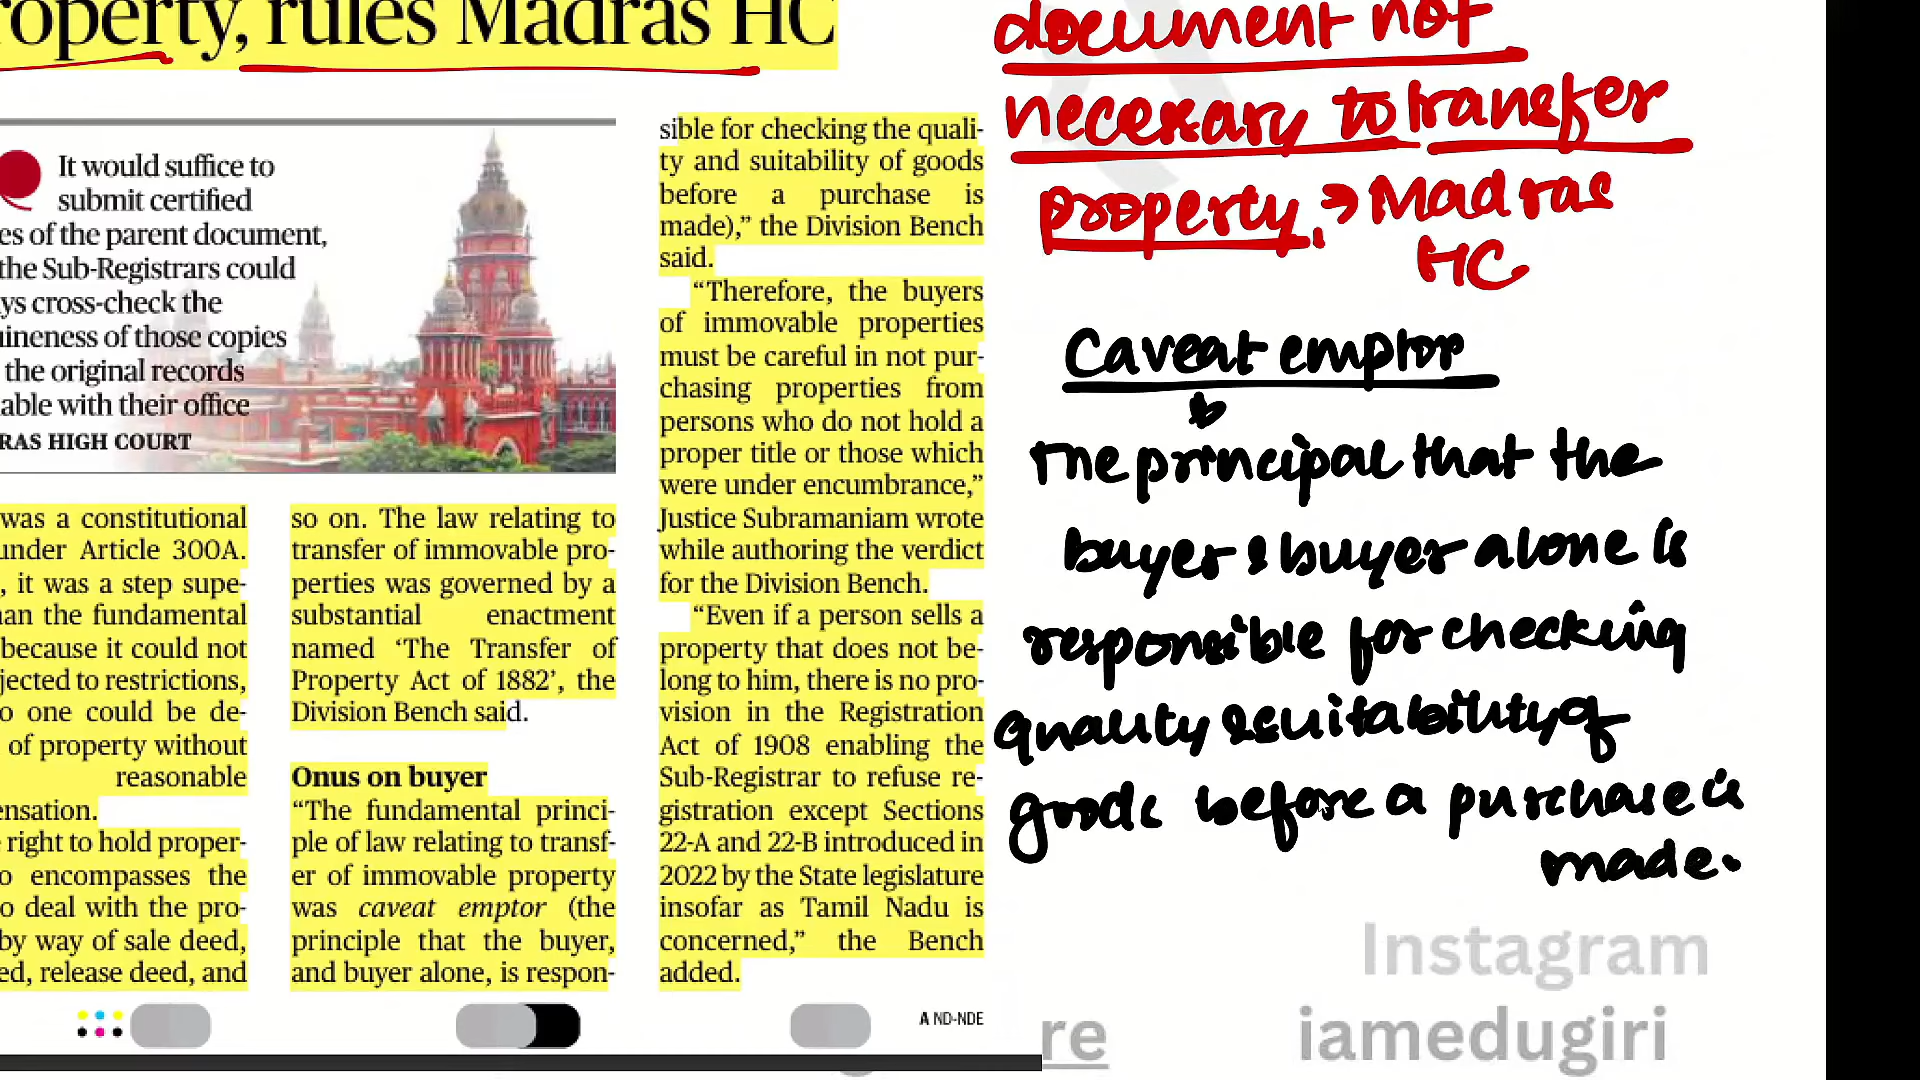 roperty, rules Madras HC
It would suffice to
submit certified
es of the parent document,
the Sub-Registrars could
ys cross-check the
uineness of those copies
the original records
able with their office
RAS HIGH COURT
was a constitutional
under Article 300A.
, it was a step supe-
an the fundamental
because it could not
jected to restrictions,
o one could be de-
of property without
reasonable
ensation.
right to hold proper-
o encompasses the
o deal with the pro-
by way of sale deed,
ed, release deed, and
so on. The law relating to
transfer of immovable pro-
perties was governed by a
substantial enactment
named ‘The Transfer of
Property Act of 1882’, the
Division Bench said.
Onus on buyer
“The fundamental princi-
ple of law relating to transf-
er of immovable property
was caveat emptor (the
principle that the buyer,
and buyer alone, is respon-
sible for checking the quali-
ty and suitability of goods
before a purchase is
made),” the Division Bench
said.
“Therefore, the buyers
of immovable properties
must be careful in not pur-
chasing properties from
persons who do not hold a
proper title or those which
were under encumbrance,”
Justice Subramaniam wrote
while authoring the verdict
for the Division Bench.
“Even if a person sells a
property that does not be-
long to him, there is no pro-
vision in the Registration
Act of 1908 enabling the
Sub-Registrar to refuse re-
gistration except Sections
22-A and 22-B introduced in
2022 by the State legislature
insofar as Tamil Nadu is
concerned,” the Bench
added.
A ND-NDE
document not
necessary to transfer
property, → Madras
HC
Caveat emptor
The principal that the
buyer & buyer alone is
responsible for checking
quality & suitability of
goods before a purchase is
made.
Instagram
re
iamedugiri